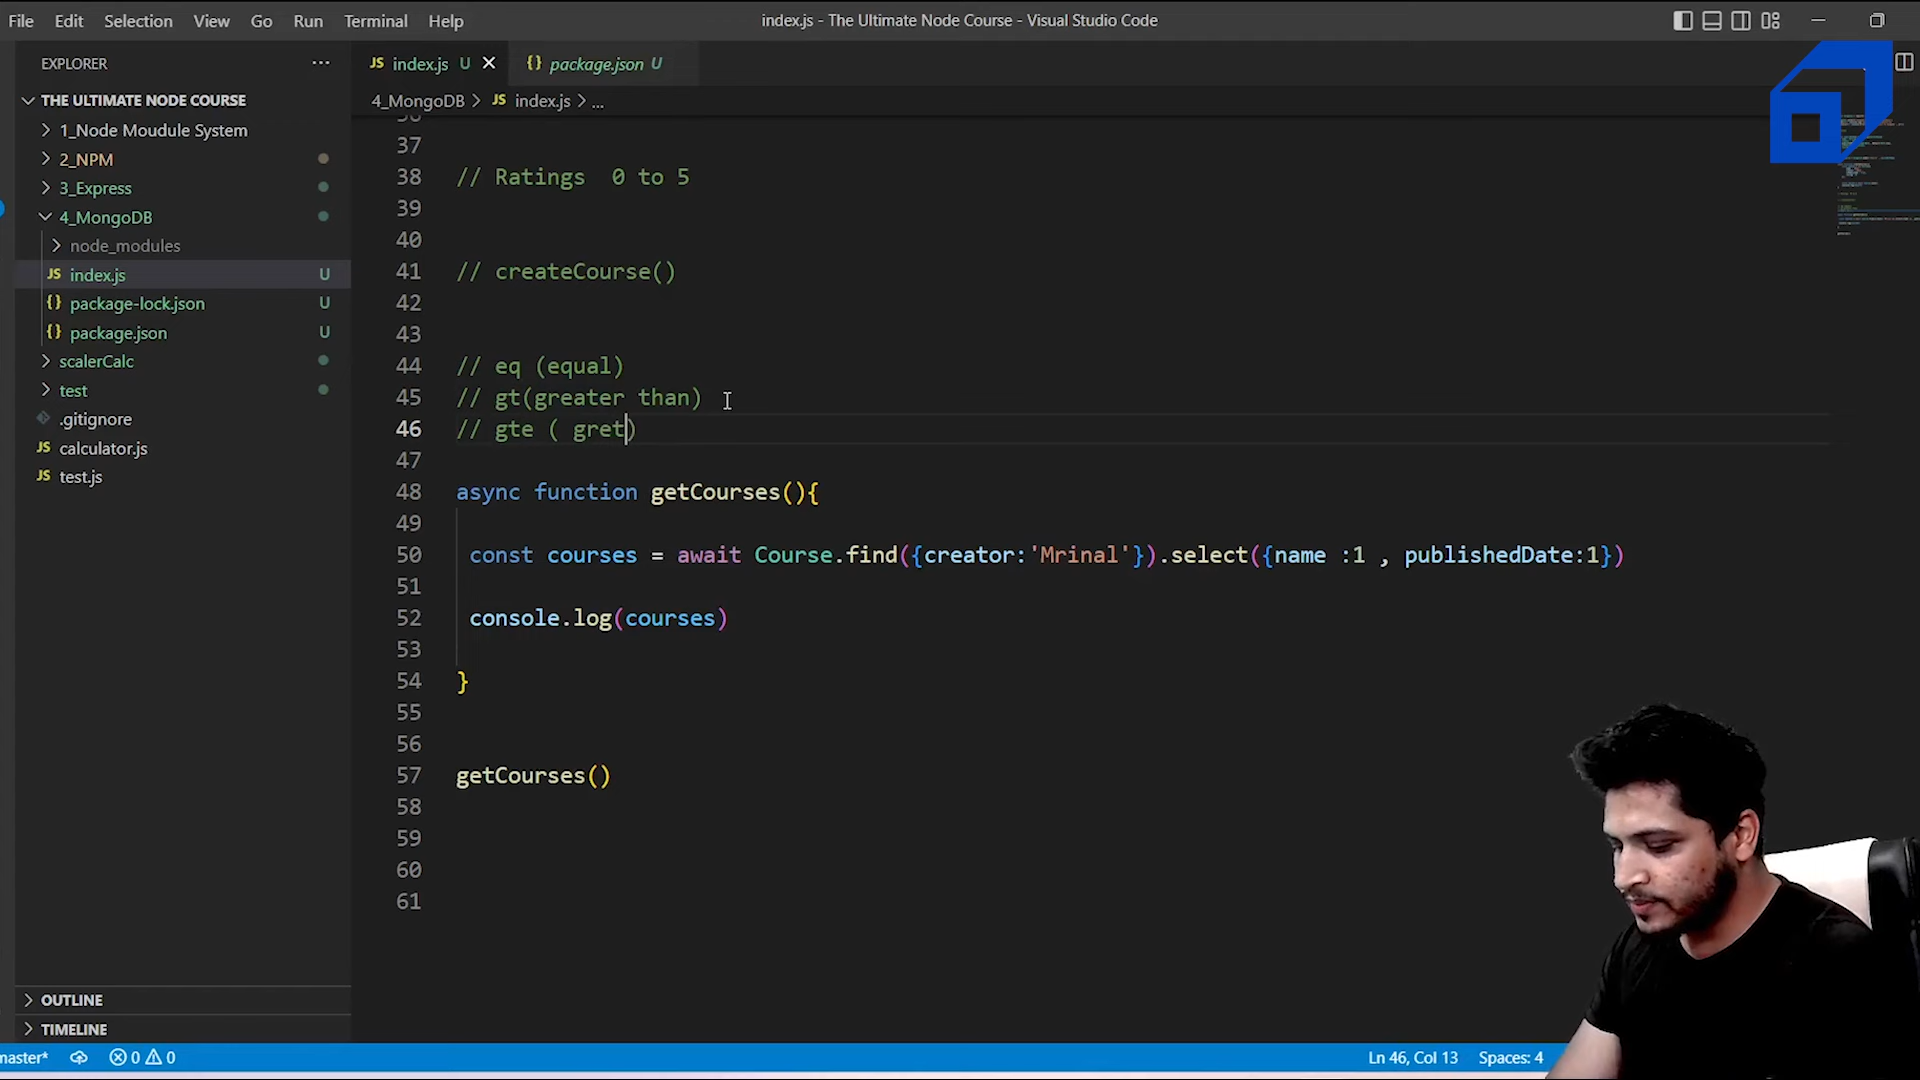 File Edit Selection View Go Run Terminal Help
index.js - The Ultimate Node Course - Visual Studio Code
EXPLORER
THE ULTIMATE NODE COURSE
1_Node Moudule System
2_NPM
3_Express
4_MongoDB
node_modules
JS index.js U
{} package-lock.json U
{} package.json U
scalerCalc
test
.gitignore
JS calculator.js
JS test.js
OUTLINE
TIMELINE
JS index.js U {} package.json U
4_MongoDB > JS index.js > ...
36
37
38 // Ratings  0 to 5
39
40
41 // createCourse()
42
43
44 // eq (equal)
45 // gt(greater than)
46 // gte ( gret)
47
48 async function getCourses(){
49
50 const courses = await Course.find({creator:'Mrinal'}).select({name :1 , publishedDate:1})
51
52 console.log(courses)
53
54 }
55
56
57 getCourses()
58
59
60
61
master* 0 0 Ln 46, Col 13 Spaces: 4